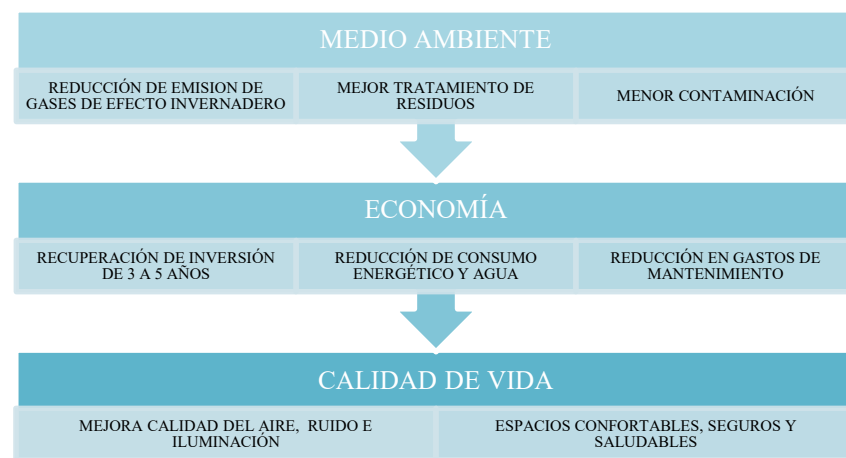 MEDIO AMBIENTE
REDUCCIÓN DE EMISION DE
GASES DE EFECTO INVERNADERO
MEJOR TRATAMIENTO DE
RESIDUOS
MENOR CONTAMINACIÓN
ECONOMÍA
RECUPERACIÓN DE INVERSIÓN
DE 3 A 5 AÑOS
REDUCCIÓN DE CONSUMO
ENERGÉTICO Y AGUA
REDUCCIÓN EN GASTOS DE
MANTENIMIENTO
CALIDAD DE VIDA
MEJORA CALIDAD DEL AIRE, RUIDO E
ILUMINACIÓN
ESPACIOS CONFORTABLES, SEGUROS Y
SALUDABLES